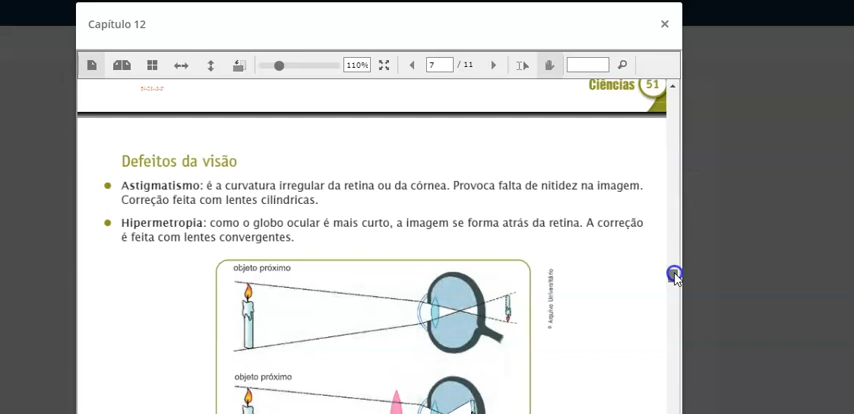 Capítulo 12
×
110%
7 / 11
Ciências 51
Defeitos da visão
Astigmatismo: é a curvatura irregular da retina ou da córnea. Provoca falta de nitidez na imagem.
Correção feita com lentes cilíndricas.
Hipermetropia: como o globo ocular é mais curto, a imagem se forma atrás da retina. A correção
é feita com lentes convergentes.
objeto próximo
© Arquivo Universitário
objeto próximo